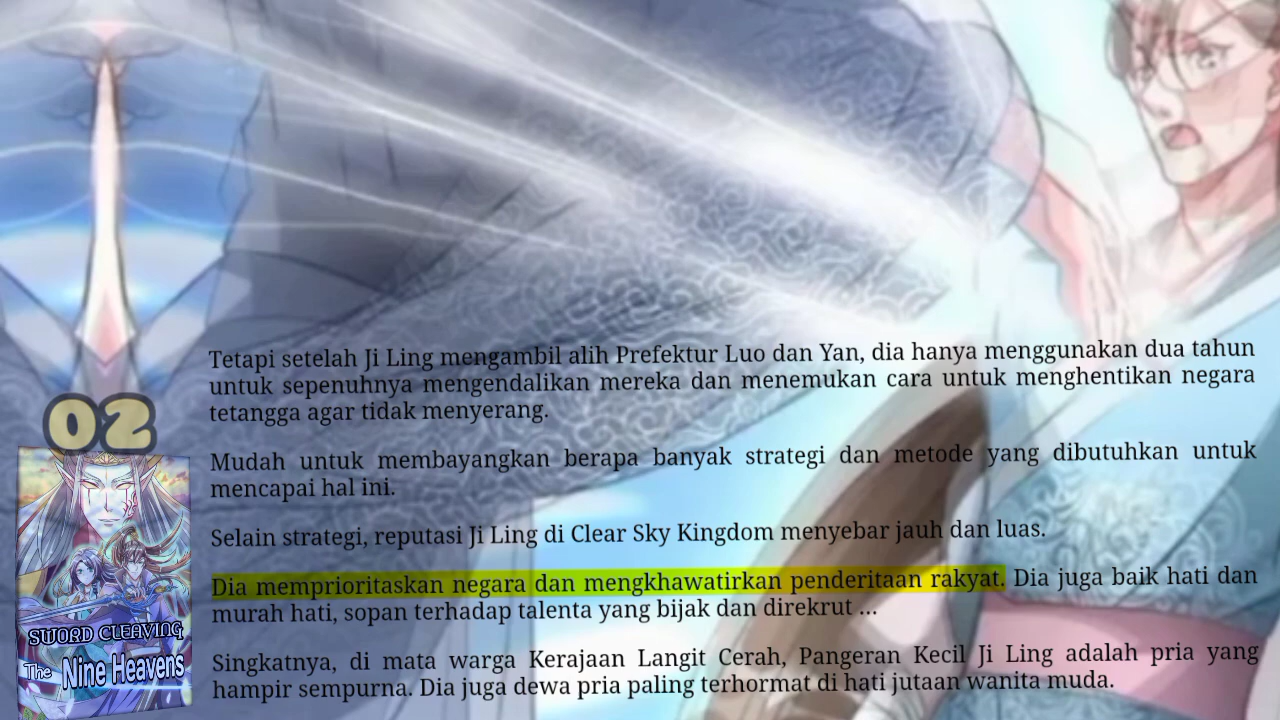 Tetapi setelah Ji Ling mengambil alih Prefektur Luo dan Yan, dia hanya menggunakan dua tahun
untuk sepenuhnya mengendalikan mereka dan menemukan cara untuk menghentikan negara
tetangga agar tidak menyerang.
Mudah untuk membayangkan berapa banyak strategi dan metode yang dibutuhkan untuk
mencapai hal ini.
Selain strategi, reputasi Ji Ling di Clear Sky Kingdom menyebar jauh dan luas.
Dia memprioritaskan negara dan mengkhawatirkan penderitaan rakyat. Dia juga baik hati dan
murah hati, sopan terhadap talenta yang bijak dan direkrut ...
Singkatnya, di mata warga Kerajaan Langit Cerah, Pangeran Kecil Ji Ling adalah pria yang
hampir sempurna. Dia juga dewa pria paling terhormat di hati jutaan wanita muda.
02
SWORD CLEAVING
The Nine Heavens